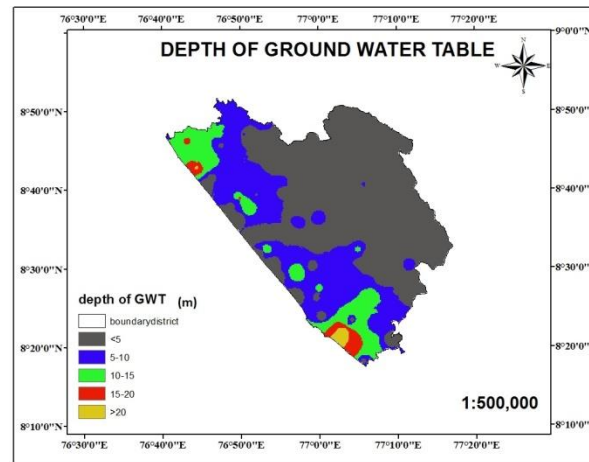 76°40'0"E 76°50'0"E 77°00'0"E 77°10'0"E 77°20'0"E
DEPTH OF GROUND WATER TABLE
N
W E
S
9°0'0"N
8°50'0"N
8°50'0"N
8°40'0"N
8°40'0"N
8°30'0"N
8°30'0"N
8°20'0"N
8°20'0"N
8°10'0"N
8°10'0"N
depth of GWT (m)
boundarydistrict
<5
5-10
10-15
15-20
>20
1:500,000
76°30'0"E 76°40'0"E 76°50'0"E 77°0'0"E 77°10'0"E 77°20'0"E